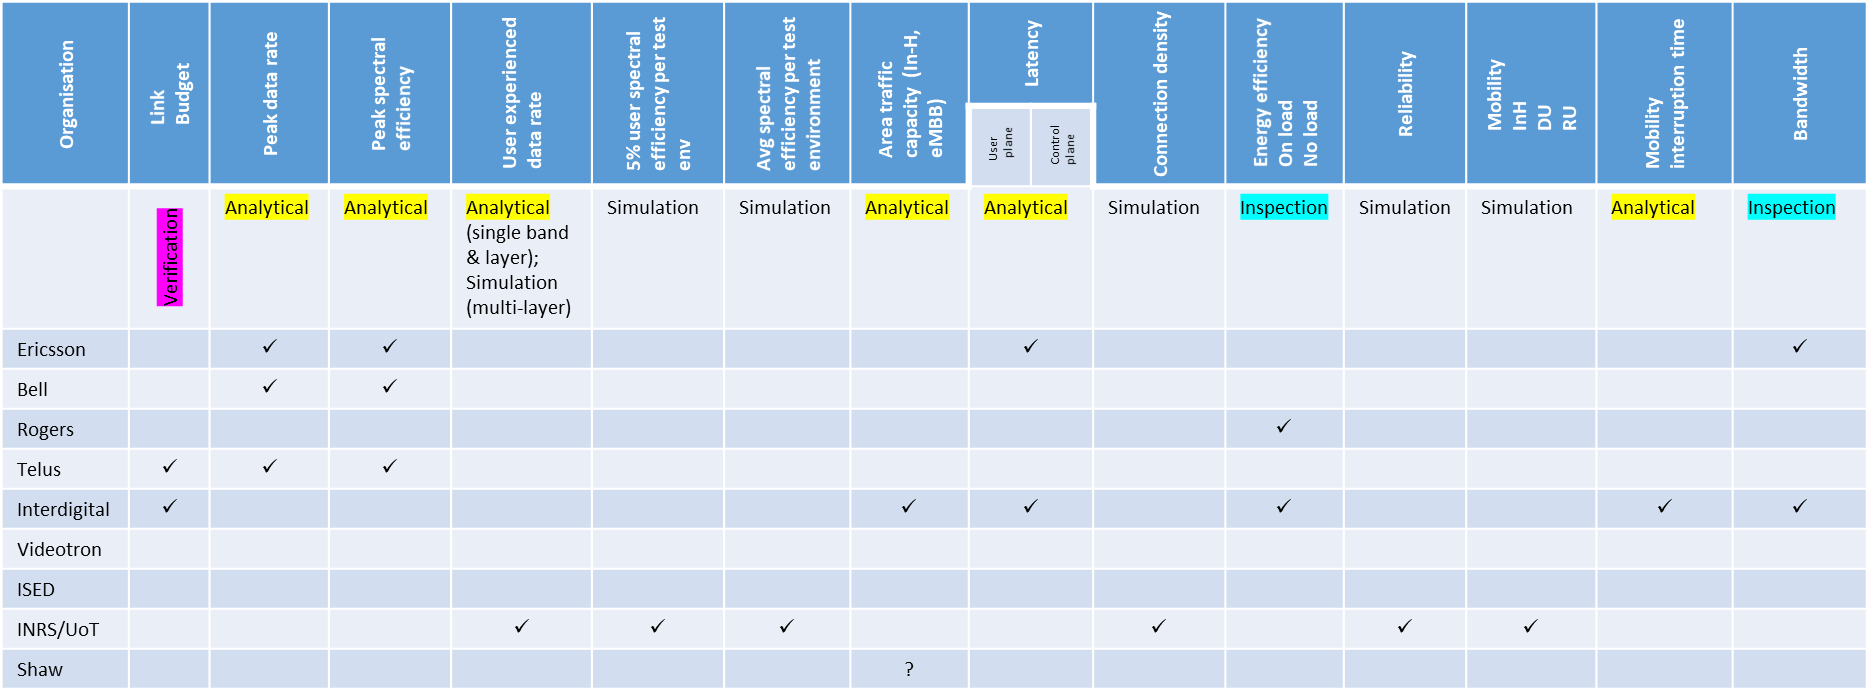 Organisation
Link
Budget
Peak data rate
Peak spectral
efficiency
User experienced
data rate
5% user spectral
efficiency per test
env
Avg spectral
efficiency per test
environment
Area traffic
capacity (In-H,
eMBB)
Latency
User
plane
Control
plane
Connection density
Energy efficiency
On load
No load
Reliability
Mobility
InH
DU
RU
Mobility
interruption time
Bandwidth
Verification
Analytical
Analytical
Analytical
(single band
& layer);
Simulation
(multi-layer)
Simulation
Simulation
Analytical
Analytical
Simulation
Inspection
Simulation
Simulation
Analytical
Inspection
Ericsson ✓ ✓ ✓ ✓
Bell ✓ ✓
Rogers ✓
Telus ✓ ✓ ✓
Interdigital ✓ ✓ ✓ ✓ ✓ ✓
Videotron
ISED
INRS/UoT ✓ ✓ ✓ ✓ ✓ ✓
Shaw ?